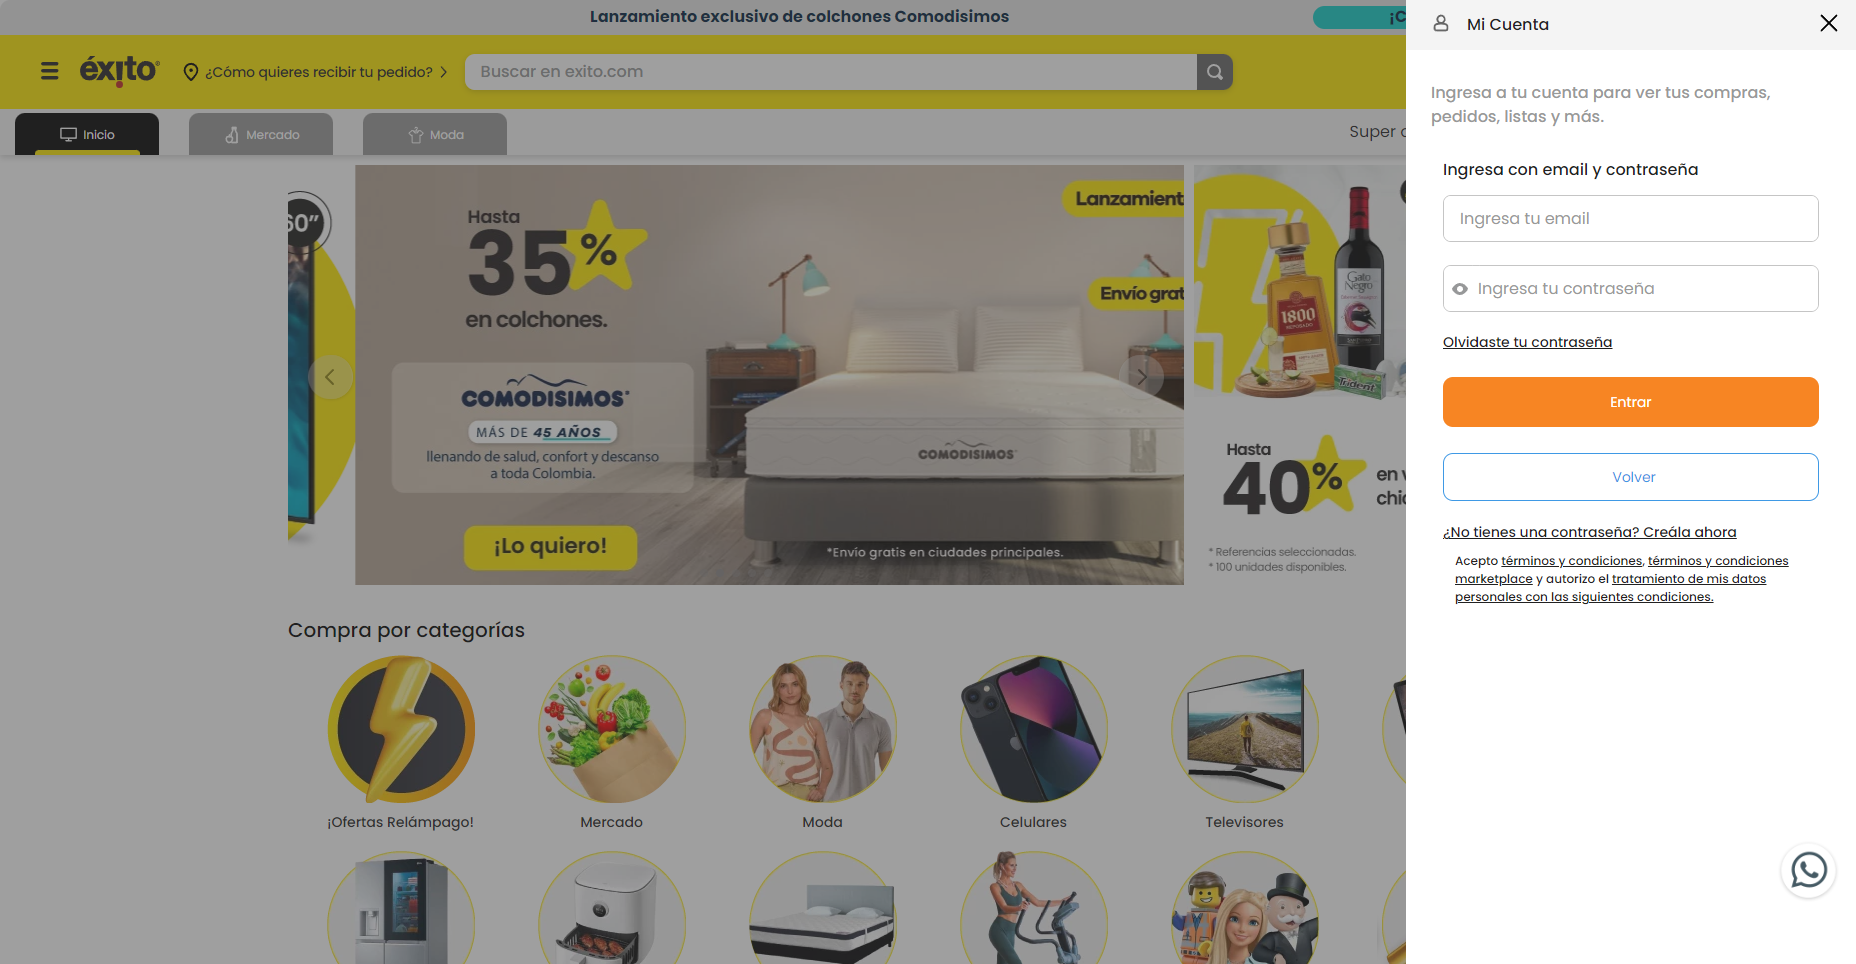 Lanzamiento exclusivo de colchones Comodisimos
éxito
¿Cómo quieres recibir tu pedido?
Buscar en exito.com
Inicio
Mercado
Moda
60”
Hasta
35%
en colchones.
COMODISIMOS
MÁS DE 45 AÑOS
llenando de salud, confort y descanso
a toda Colombia.
¡Lo quiero!
Envío
COMODISIMOS
*Envío gratis en ciudades principales.
Gato
Negro
1800
Trident
Hasta
40%
* Referencias seleccionadas.
* 100 unidades disponibles.
Compra por categorías
¡Ofertas Relámpago!
Mercado
Moda
Celulares
Televisores
Super
Mi Cuenta
Ingresa a tu cuenta para ver tus compras,
pedidos, listas y más.
Ingresa con email y contraseña
Ingresa tu email
Ingresa tu contraseña
Olvidaste tu contraseña
Entrar
Volver
¿No tienes una contraseña? Creála ahora
Acepto términos y condiciones, términos y condiciones
marketplace y autorizo el tratamiento de mis datos
personales con las siguientes condiciones.